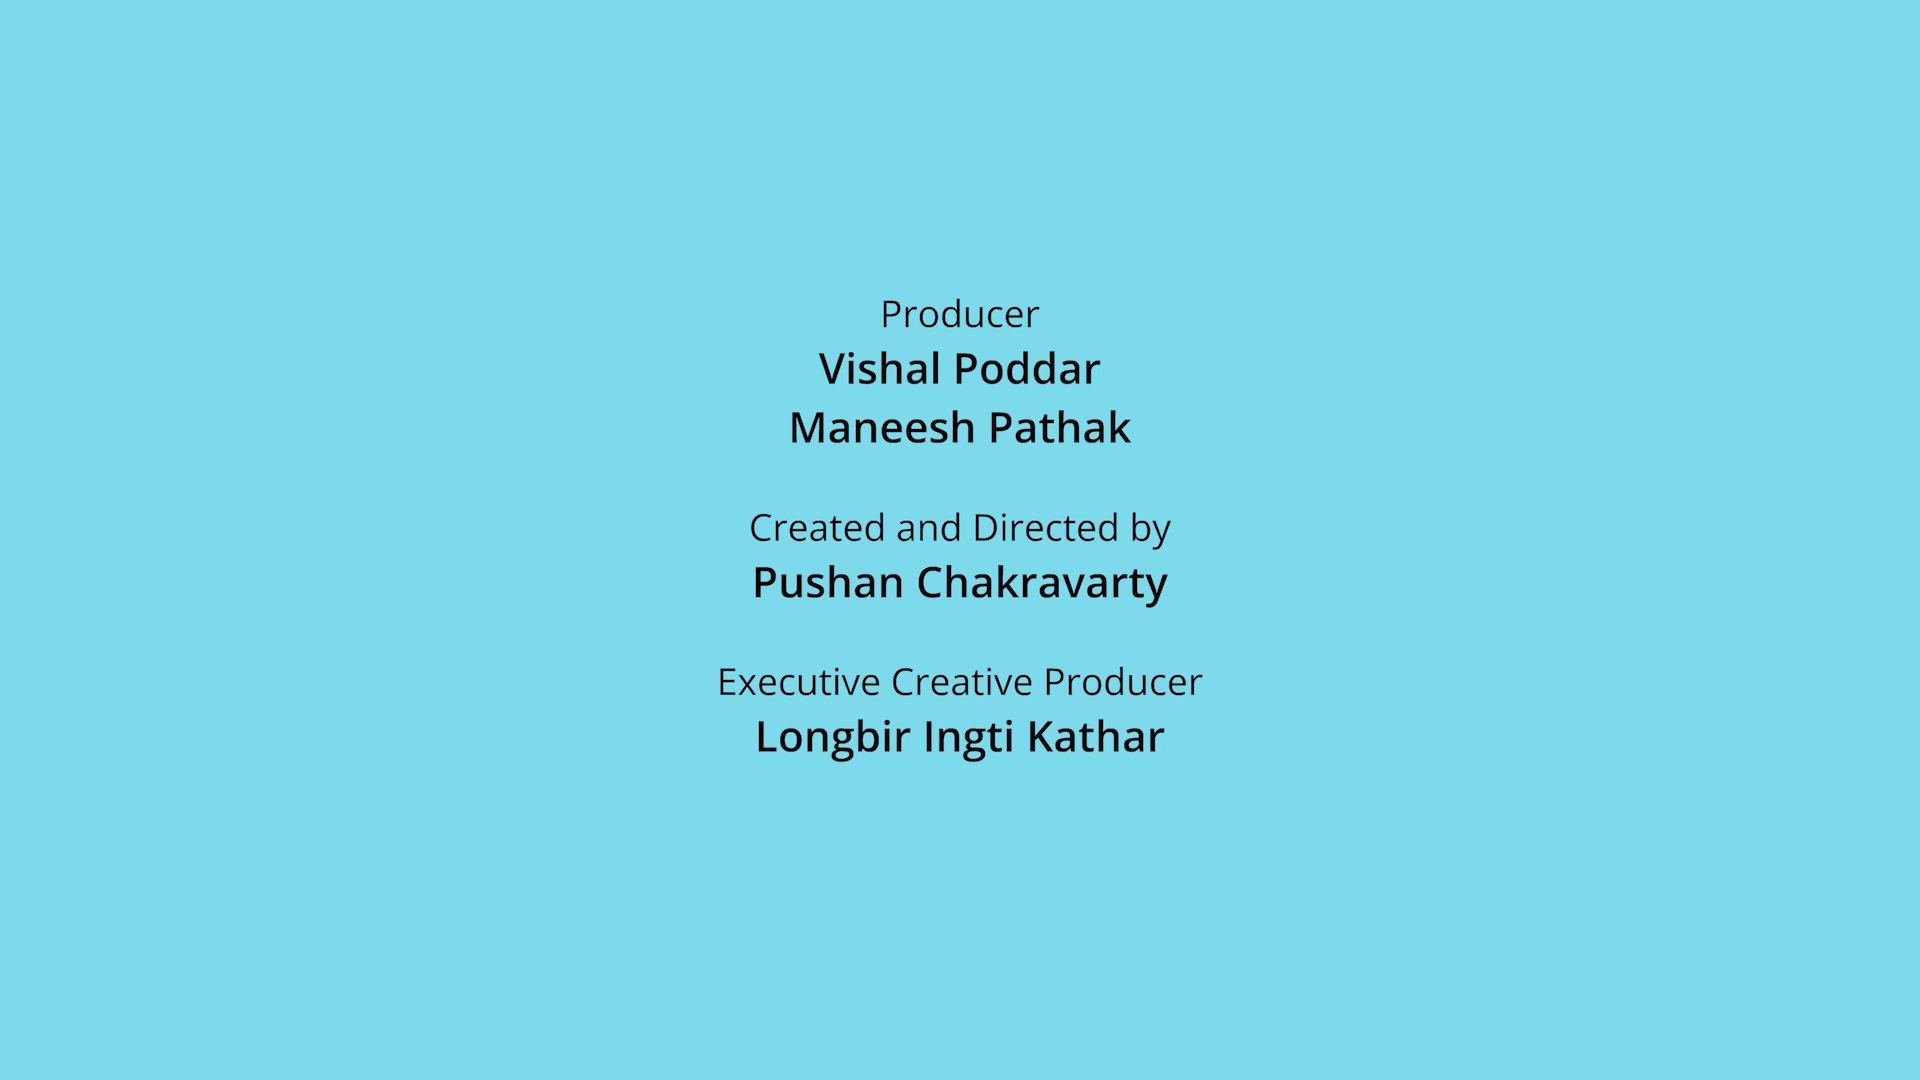 Producer
Vishal Poddar
Maneesh Pathak
Created and Directed by
Pushan Chakravarty
Executive Creative Producer
Longbir Ingti Kathar